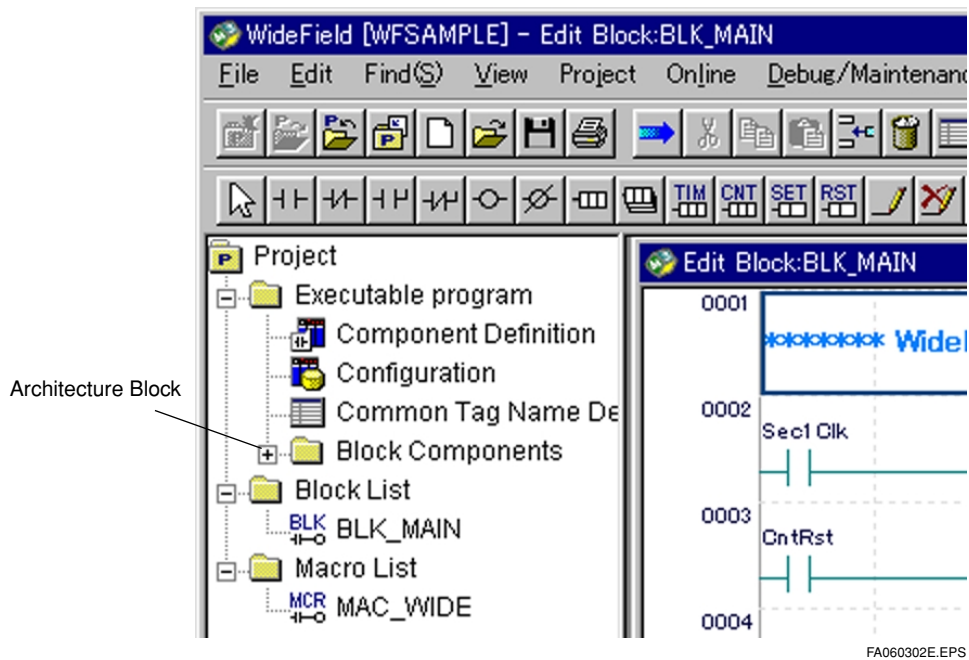 WideField [WFSAMPLE] - Edit Block:BLK_MAIN
File Edit Find(S) View Project Online Debug/Maintenanc
TIM CNT SET RST
Project
Executable program
Component Definition
Configuration
Common Tag Name De
Block Components
Block List
BLK BLK_MAIN
Macro List
MCR MAC_WIDE
Architecture Block
Edit Block:BLK_MAIN
0001
******* Wide
0002
Sec1Clk
0003
CntRst
0004
FA060302E.EPS